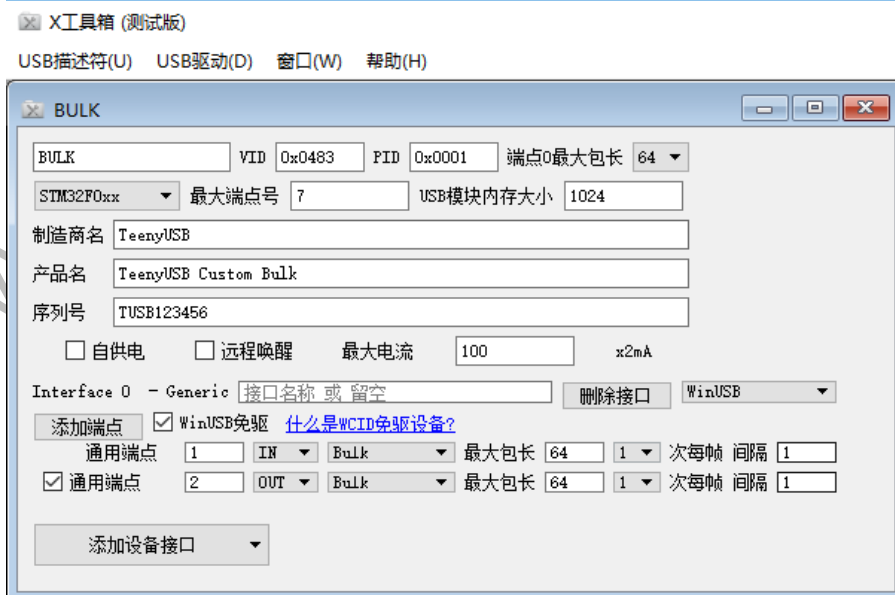 X工具箱 (测试版)
USB描述符(U) USB驱动(D) 窗口(W) 帮助(H)
BULK
BULK VID 0x0483 PID 0x0001 端点0最大包长 64
STM32F0xx 最大端点号 7 USB模块内存大小 1024
制造商名 TeenyUSB
产品名 TeenyUSB Custom Bulk
序列号 TUSB123456
自供电 远程唤醒 最大电流 100 x2mA
Interface 0 - Generic 接口名称 或 留空 删除接口 WinUSB
添加端点 WinUSB免驱 什么是WCID免驱设备?
通用端点 1 IN Bulk 最大包长 64 1 次每帧 间隔 1
通用端点 2 OUT Bulk 最大包长 64 1 次每帧 间隔 1
添加设备接口